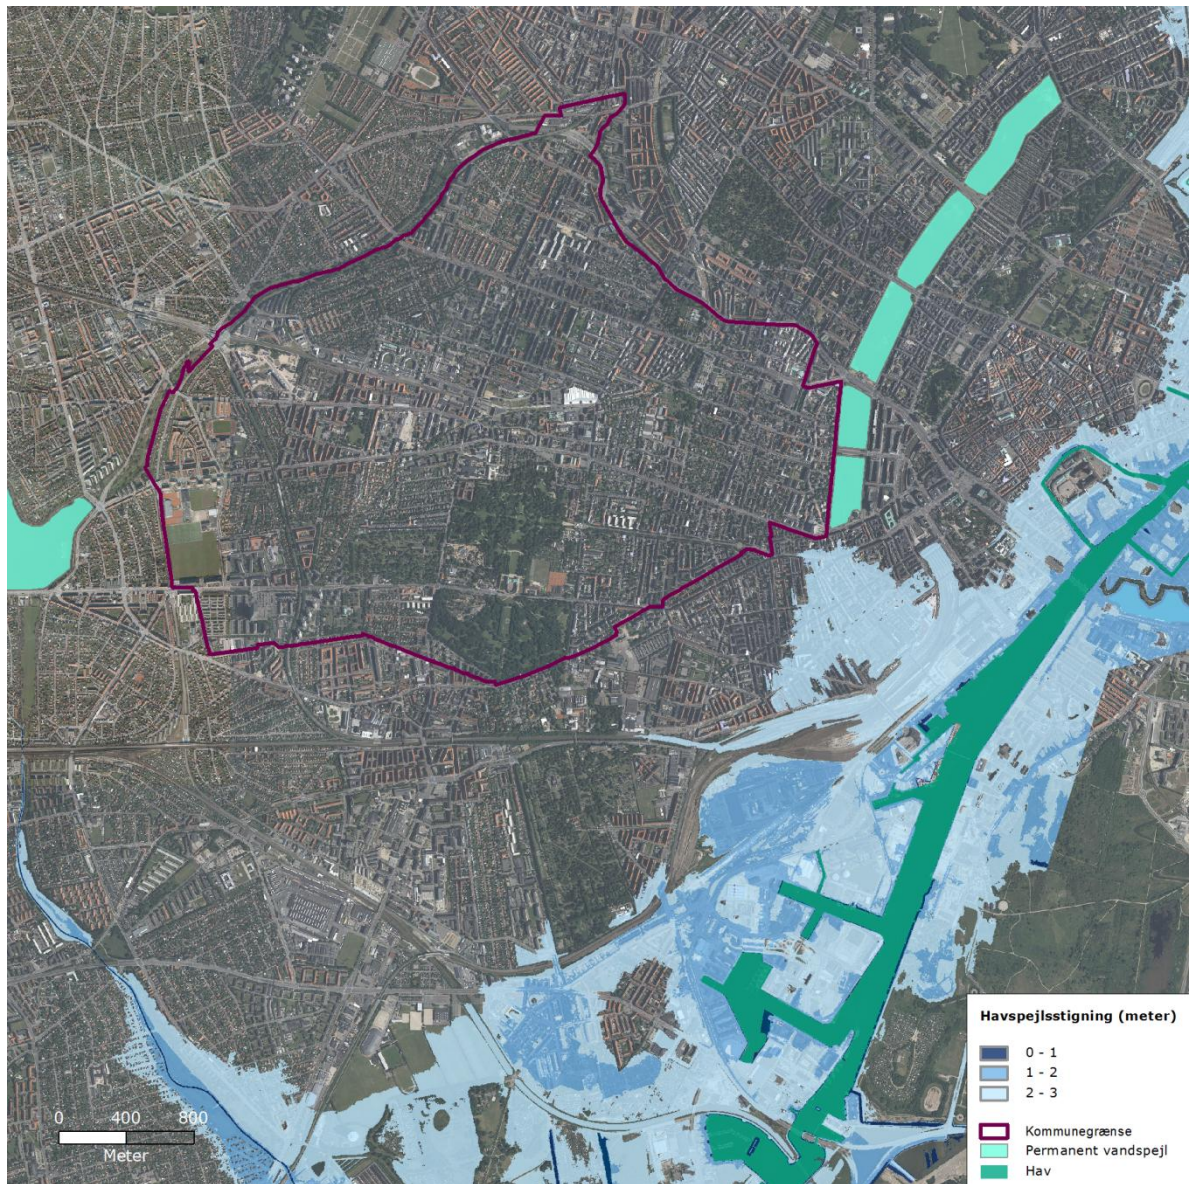 Havspejlsstigning (meter)
0 - 1
1 - 2
2 - 3
Kommunegrænse
Permanent vandspejl
Hav
0 400 800
Meter